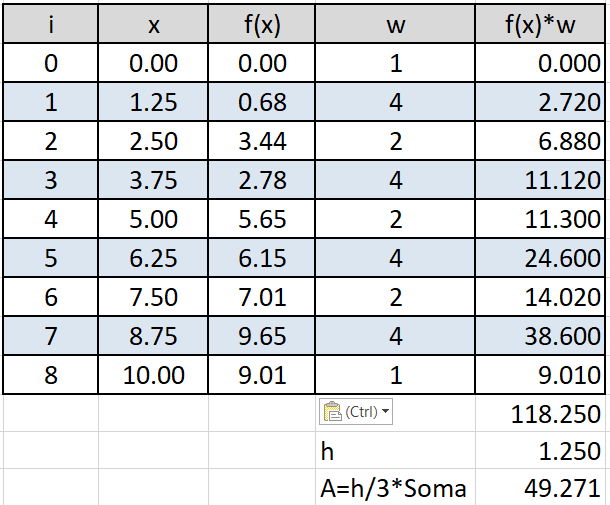 i x f(x) w f(x)*w
0 0.00 0.00 1 0.000
1 1.25 0.68 4 2.720
2 2.50 3.44 2 6.880
3 3.75 2.78 4 11.120
4 5.00 5.65 2 11.300
5 6.25 6.15 4 24.600
6 7.50 7.01 2 14.020
7 8.75 9.65 4 38.600
8 10.00 9.01 1 9.010
(Ctrl) 118.250
h 1.250
A=h/3*Soma 49.271